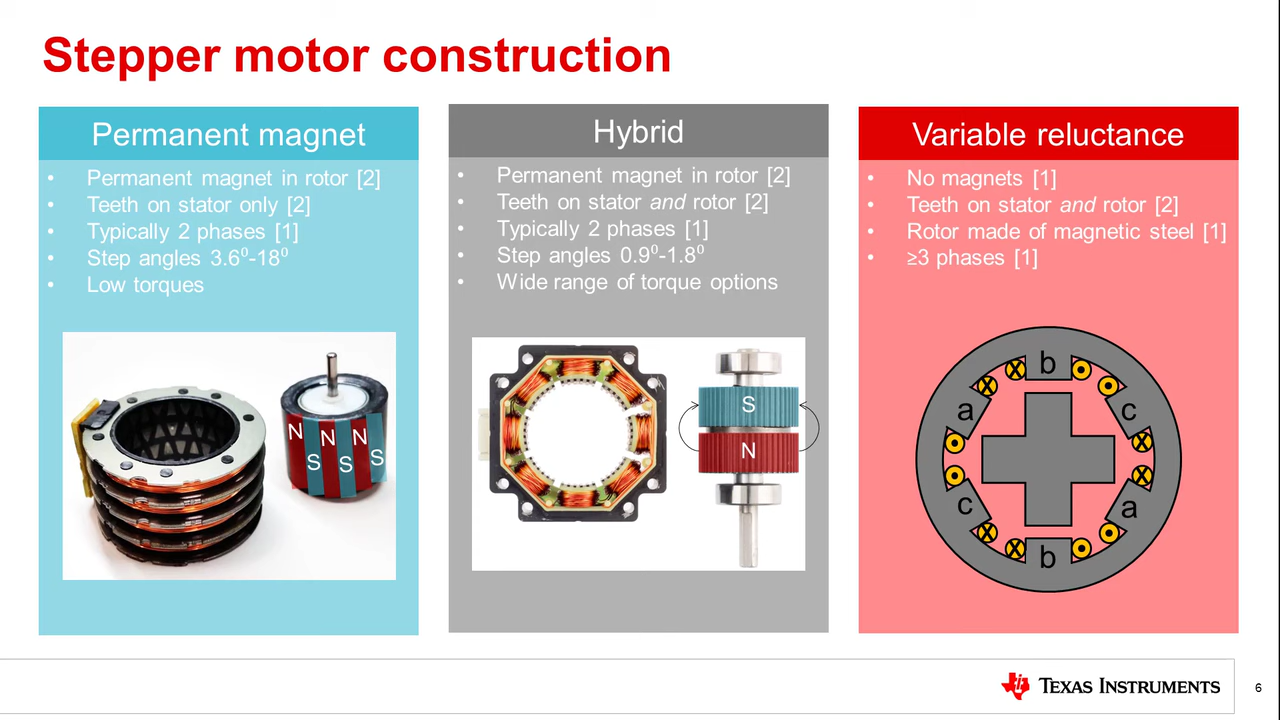 Stepper motor construction
Permanent magnet
• Permanent magnet in rotor [2]
• Teeth on stator only [2]
• Typically 2 phases [1]
• Step angles 3.6⁰-18⁰
• Low torques
N N N
S S S
Hybrid
• Permanent magnet in rotor [2]
• Teeth on stator and rotor [2]
• Typically 2 phases [1]
• Step angles 0.9⁰-1.8⁰
• Wide range of torque options
S
N
Variable reluctance
• No magnets [1]
• Teeth on stator and rotor [2]
• Rotor made of magnetic steel [1]
• ≥3 phases [1]
b
a c
c a
b
TEXAS INSTRUMENTS
6